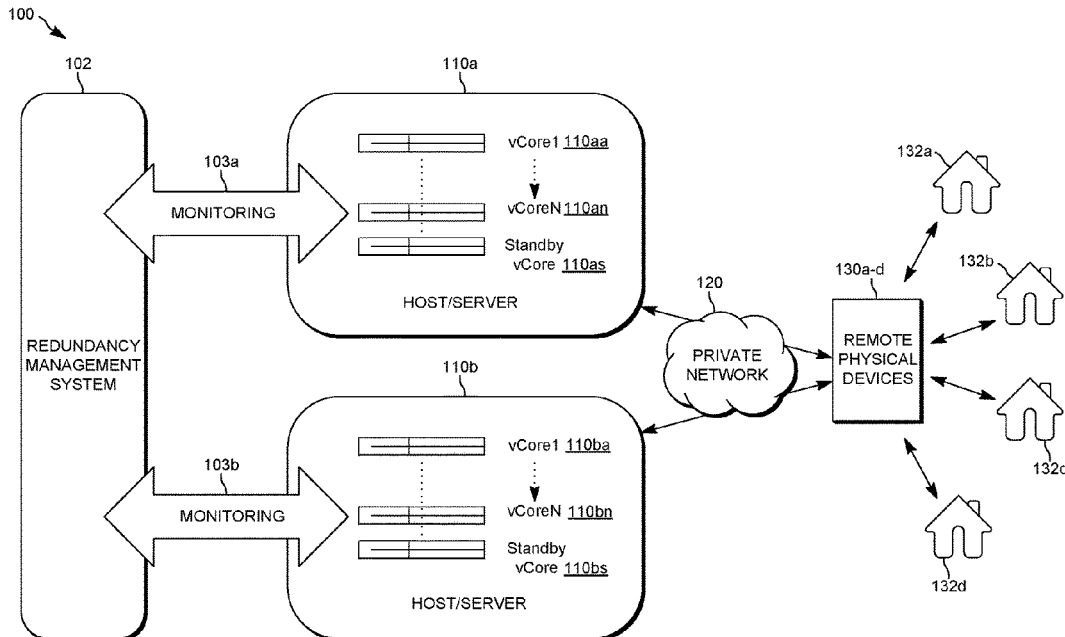 100
102
110a
103a
MONITORING
vCore1 110aa
vCoreN 110an
Standby
vCore 110as
HOST/SERVER
REDUNDANCY
MANAGEMENT
SYSTEM
110b
103b
MONITORING
vCore1 110ba
vCoreN 110bn
Standby
vCore 110bs
HOST/SERVER
120
PRIVATE
NETWORK
130a-d
REMOTE
PHYSICAL
DEVICES
132a
132b
132c
132d